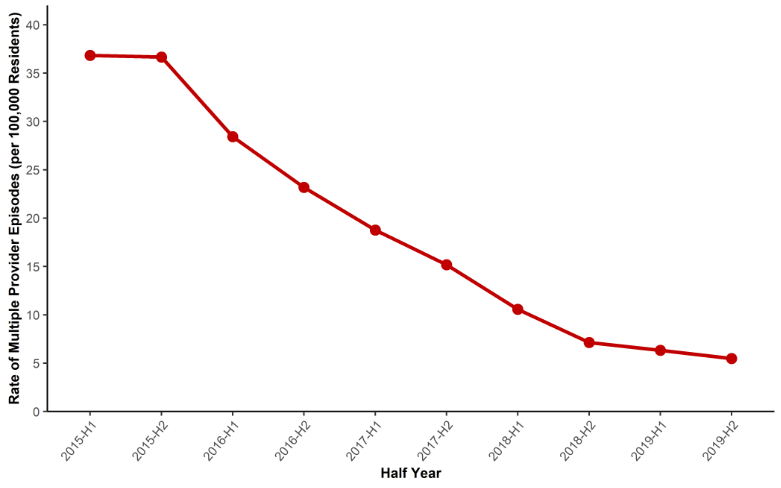 Rate of Multiple Provider Episodes (per 100,000 Residents)
40
35
30
25
20
15
10
5
0
2015-H1
2015-H2
2016-H1
2016-H2
2017-H1
2017-H2
2018-H1
2018-H2
2019-H1
2019-H2
Half Year